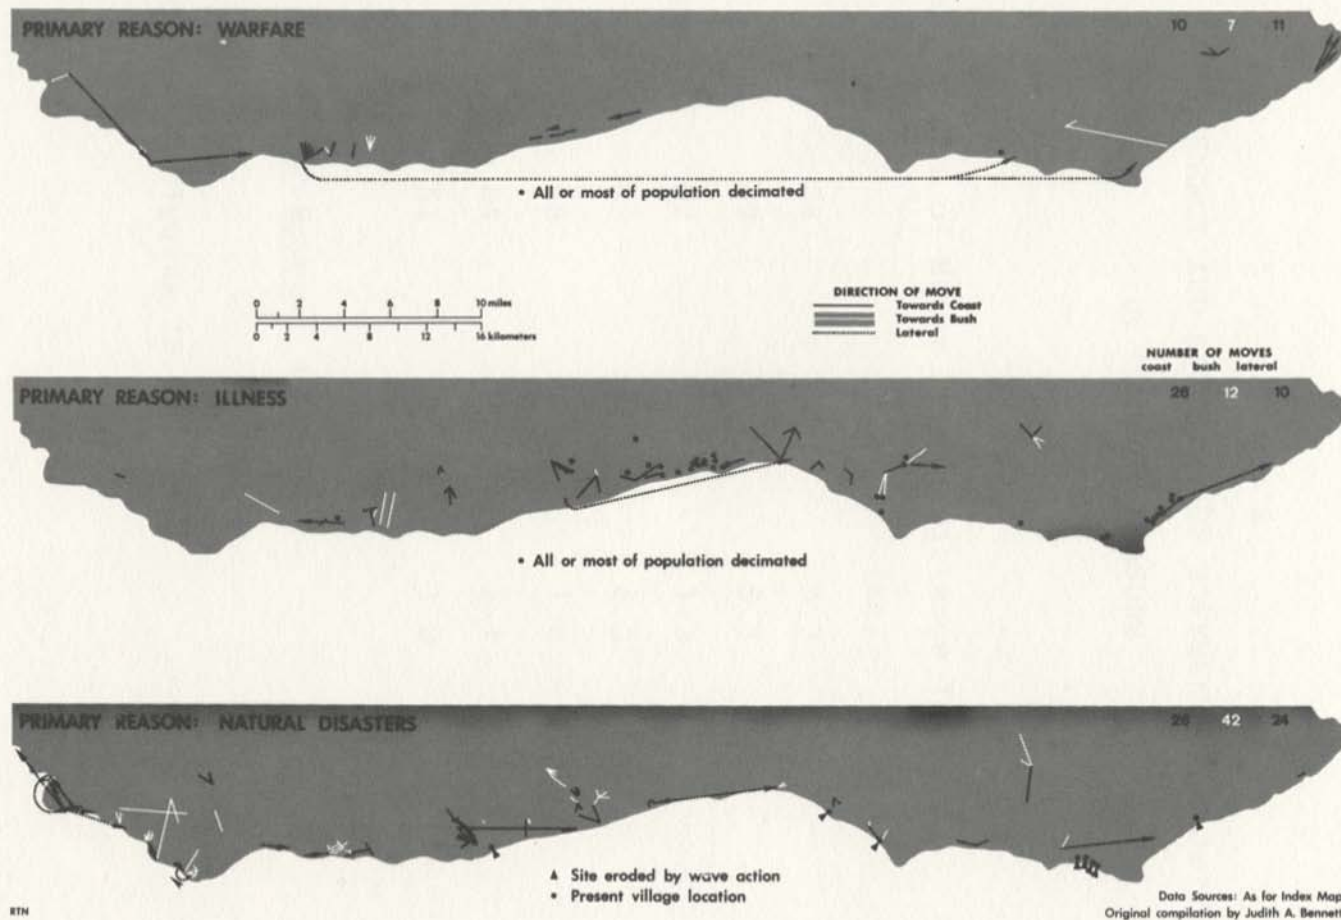 PRIMARY REASON: WARFARE
10 7 11
• All or most of population decimated
0 2 4 6 8 10 miles
0 2 4 8 12 16 kilometers
DIRECTION OF MOVE
Towards Coast
Towards Bush
Lateral
NUMBER OF MOVES
coast bush lateral
PRIMARY REASON: ILLNESS
26 12 10
• All or most of population decimated
PRIMARY REASON: NATURAL DISASTERS
26 42 24
▲ Site eroded by wave action
• Present village location
Data Sources: As for Index Map
Original compilation by Judith A. Bennett
RTN